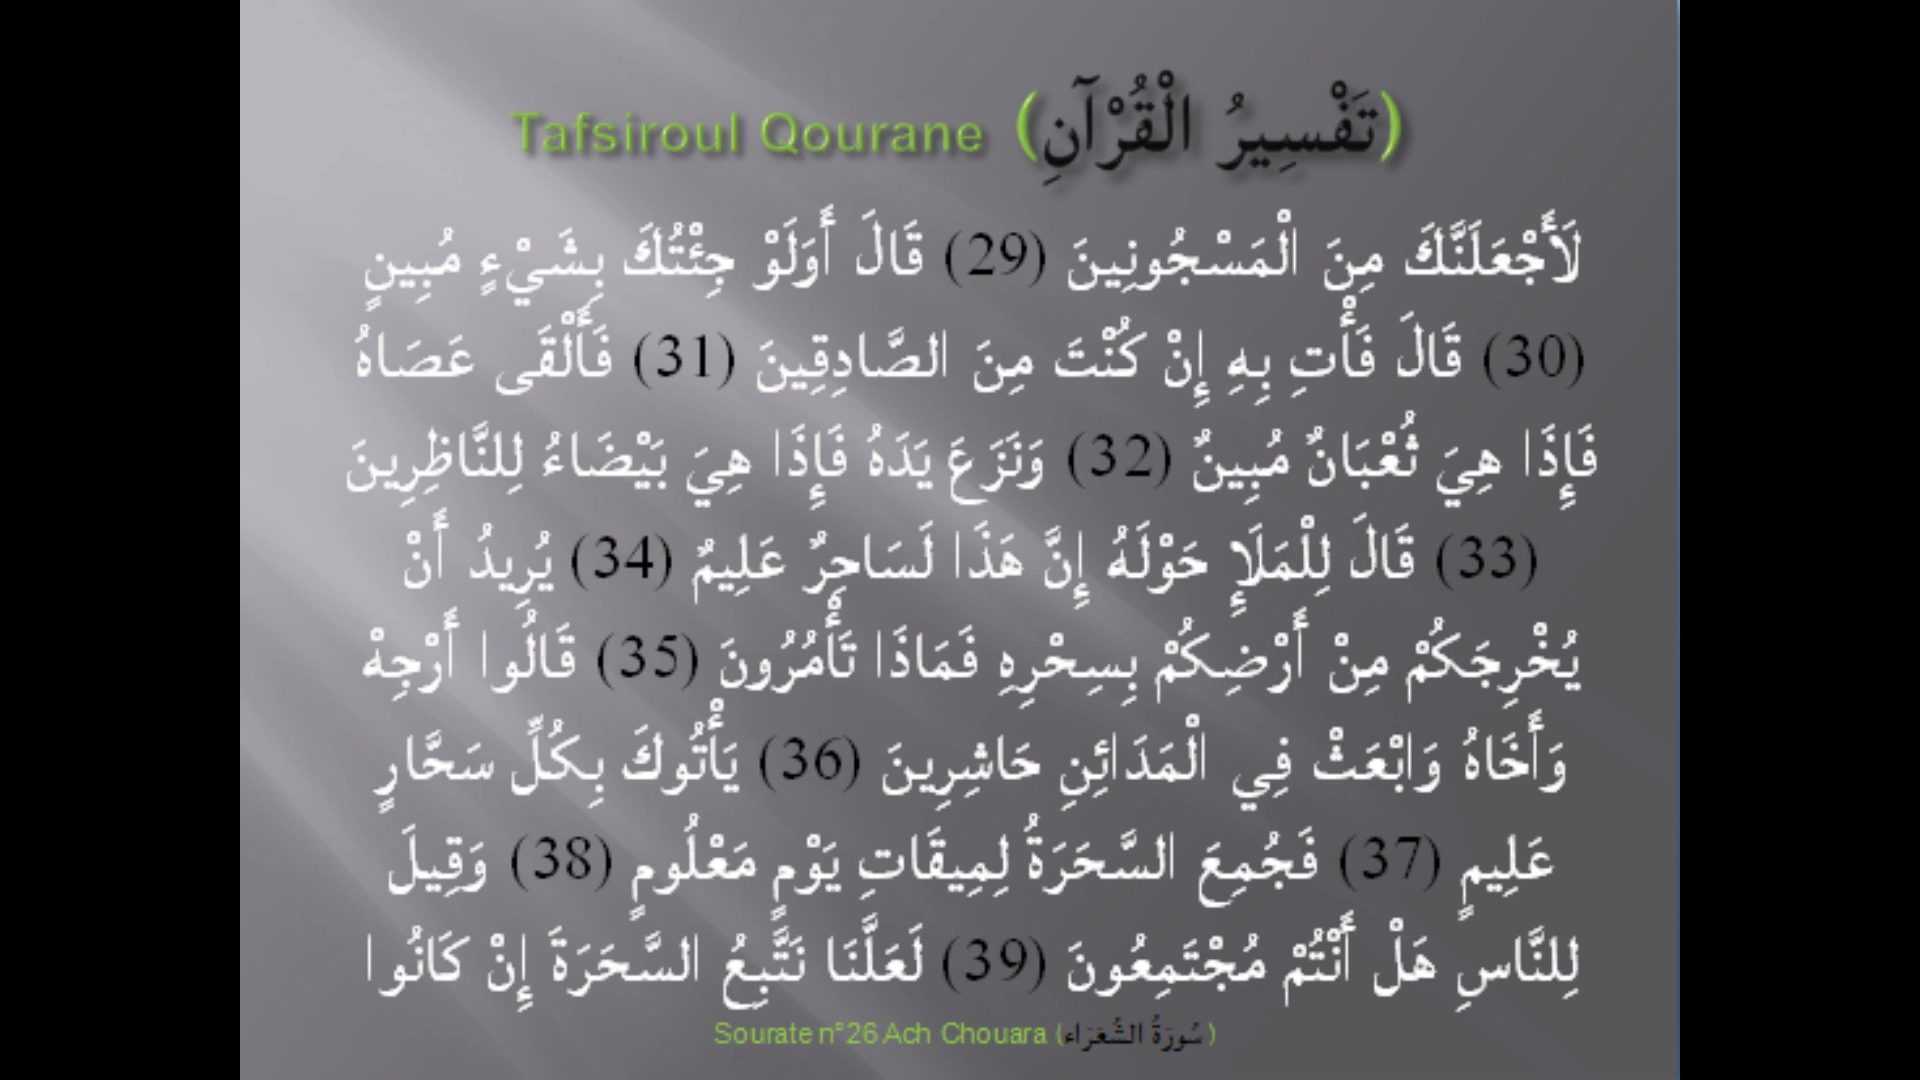 Tafsiroul Qourane (تَفْسِيرُ الْقُرْآنِ)
لَأَجْعَلَنَّكَ مِنَ الْمَسْجُونِينَ (29) قَالَ أَوَلَوْ جِئْتُكَ بِشَيْءٍ مُبِينٍ
(30) قَالَ فَأْتِ بِهِ إِنْ كُنْتَ مِنَ الصَّادِقِينَ (31) فَأَلْقَى عَصَاهُ
فَإِذَا هِيَ ثُعْبَانٌ مُبِينٌ (32) وَنَزَعَ يَدَهُ فَإِذَا هِيَ بَيْضَاءُ لِلنَّاظِرِينَ
(33) قَالَ لِلْمَلَإِ حَوْلَهُ إِنَّ هَذَا لَسَاحِرٌ عَلِيمٌ (34) يُرِيدُ أَنْ
يُخْرِجَكُمْ مِنْ أَرْضِكُمْ بِسِحْرِهِ فَمَاذَا تَأْمُرُونَ (35) قَالُوا أَرْجِهْ
وَأَخَاهُ وَابْعَثْ فِي الْمَدَائِنِ حَاشِرِينَ (36) يَأْتُوكَ بِكُلِّ سَحَّارٍ
عَلِيمٍ (37) فَجُمِعَ السَّحَرَةُ لِمِيقَاتِ يَوْمٍ مَعْلُومٍ (38) وَقِيلَ
لِلنَّاسِ هَلْ أَنْتُمْ مُجْتَمِعُونَ (39) لَعَلَّنَا نَتَّبِعُ السَّحَرَةَ إِنْ كَانُوا
Sourate n°26 Ach Chouara (سُورَةُ الشُّعَرَاء)